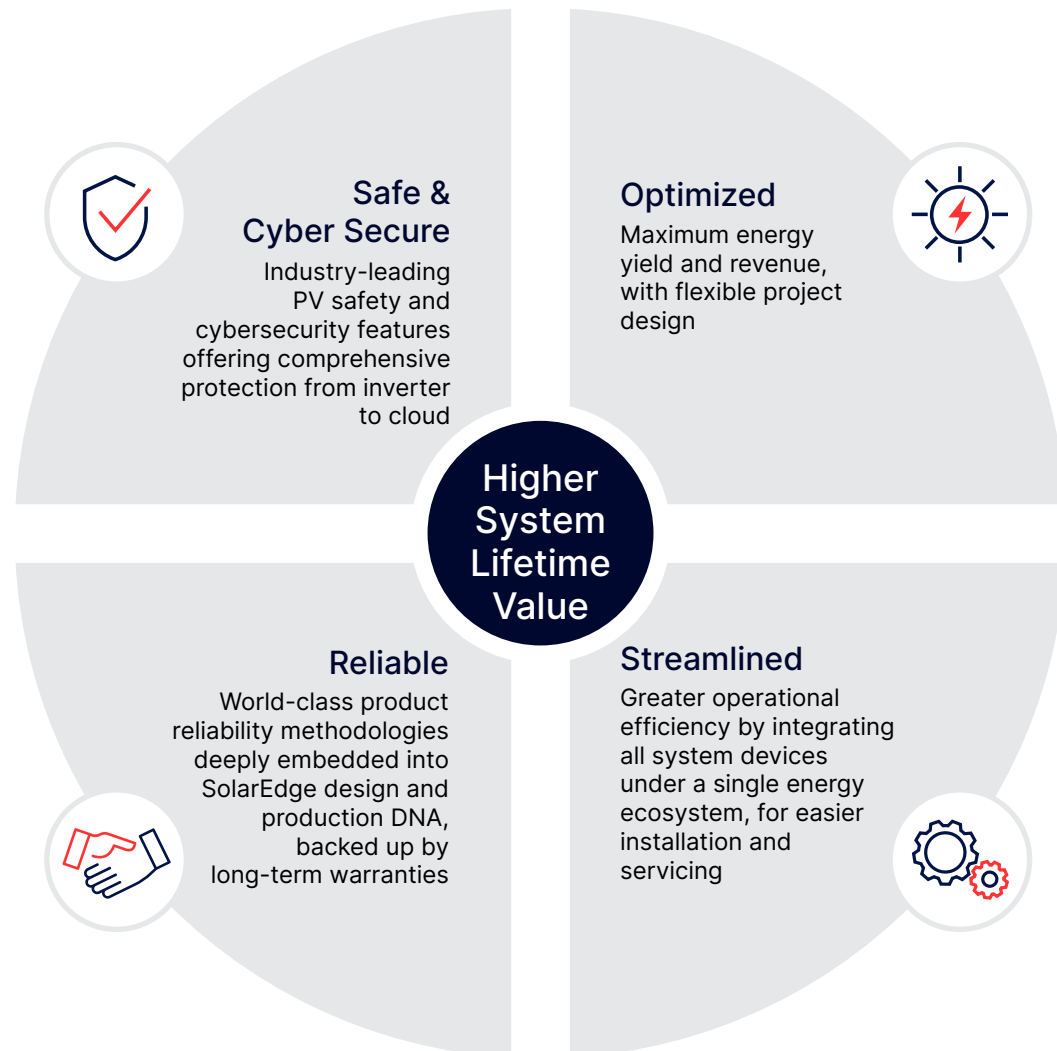 Safe &
Cyber Secure
Industry-leading
PV safety and
cybersecurity features
offering comprehensive
protection from inverter
to cloud
Optimized
Maximum energy
yield and revenue,
with flexible project
design
Higher
System
Lifetime
Value
Reliable
World-class product
reliability methodologies
deeply embedded into
SolarEdge design and
production DNA,
backed up by
long-term warranties
Streamlined
Greater operational
efficiency by integrating
all system devices
under a single energy
ecosystem, for easier
installation and
servicing